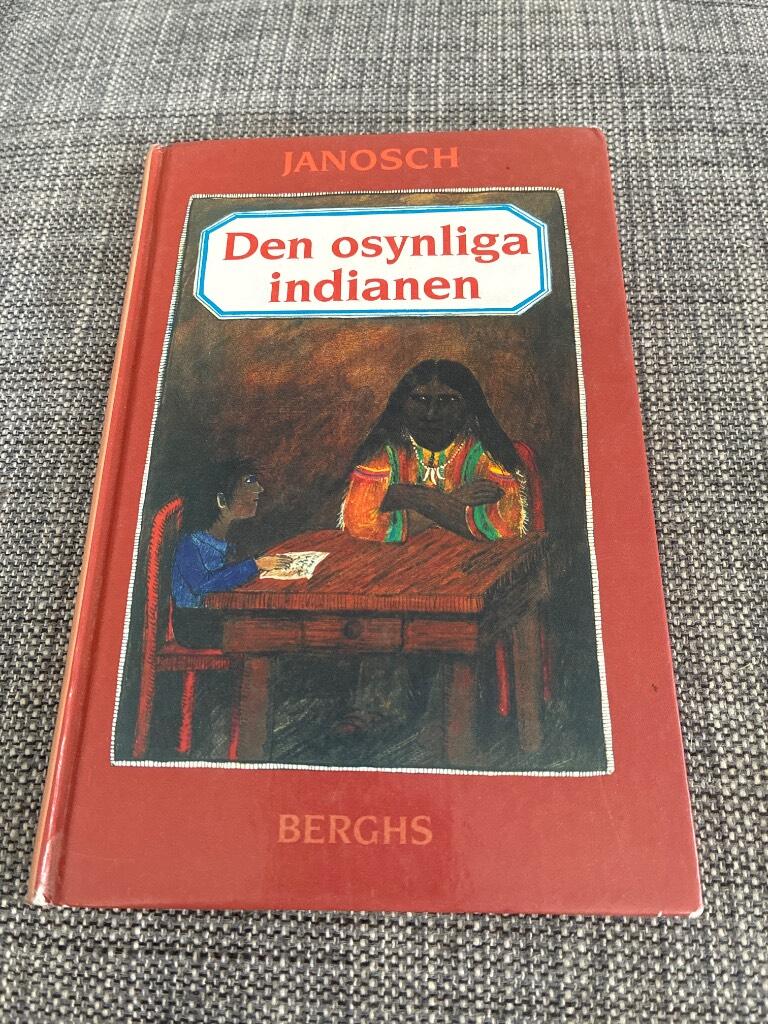 JANOSCH
Den osynliga
indianen
BERGHS